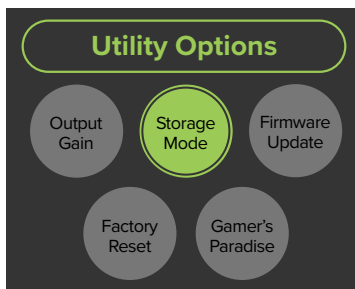 Utility Options
Output
Gain
Storage
Mode
Firmware
Update
Factory
Reset
Gamer's
Paradise